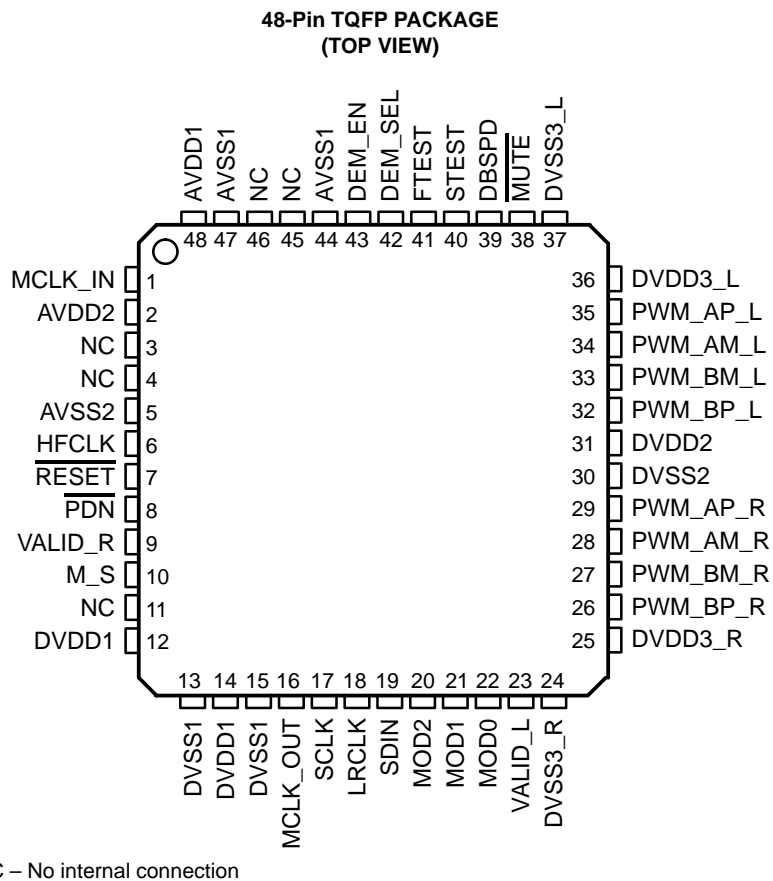 48-Pin TQFP PACKAGE
(TOP VIEW)
AVDD1
AVSS1
NC
NC
AVSS1
DEM_EN
DEM_SEL
FTEST
STEST
DBSPD
MUTE
DVSS3_L
48 47 46 45 44 43 42 41 40 39 38 37
MCLK_IN 1
AVDD2 2
NC 3
NC 4
AVSS2 5
HFCLK 6
RESET 7
PDN 8
VALID_R 9
M_S 10
NC 11
DVDD1 12
36 DVDD3_L
35 PWM_AP_L
34 PWM_AM_L
33 PWM_BM_L
32 PWM_BP_L
31 DVDD2
30 DVSS2
29 PWM_AP_R
28 PWM_AM_R
27 PWM_BM_R
26 PWM_BP_R
25 DVDD3_R
13 14 15 16 17 18 19 20 21 22 23 24
DVSS1
DVDD1
DVSS1
MCLK_OUT
SCLK
LRCLK
SDIN
MOD2
MOD1
MOD0
VALID_L
DVSS3_R
C – No internal connection